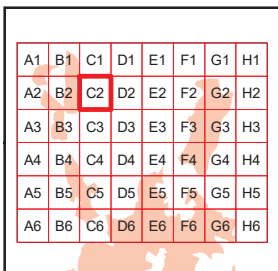 A1 B1 C1 D1 E1 F1 G1 H1
A2 B2 C2 D2 E2 F2 G2 H2
A3 B3 C3 D3 E3 F3 G3 H3
A4 B4 C4 D4 E4 F4 G4 H4
A5 B5 C5 D5 E5 F5 G5 H5
A6 B6 C6 D6 E6 F6 G6 H6